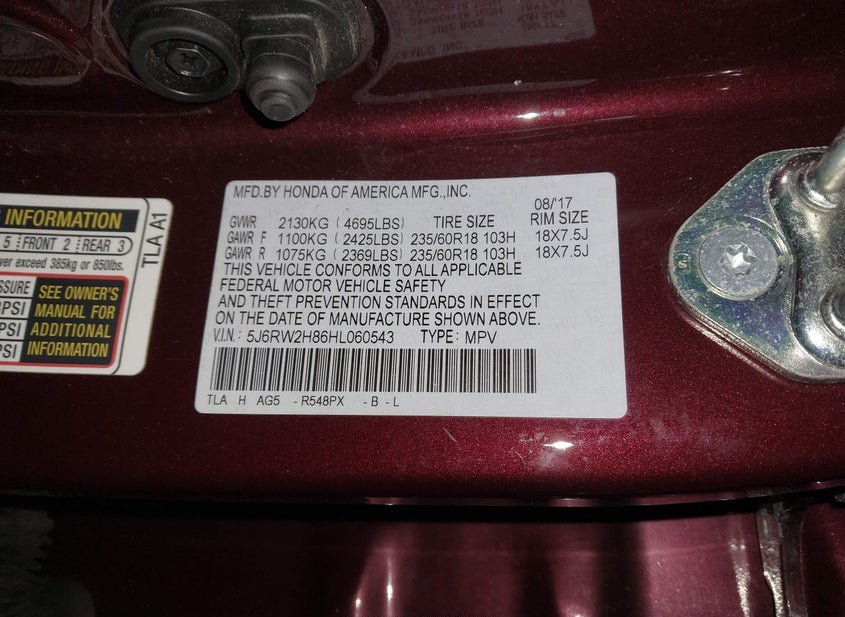 MFD.BY HONDA OF AMERICA MFG.,INC.
08/'17
GVWR 2130KG ( 4695LBS) TIRE SIZE RIM SIZE
GAWR F 1100KG ( 2425LBS) 235/60R18 103H 18X7.5J
GAWR R 1075KG ( 2369LBS) 235/60R18 103H 18X7.5J
THIS VEHICLE CONFORMS TO ALL APPLICABLE
FEDERAL MOTOR VEHICLE SAFETY
AND THEFT PREVENTION STANDARDS IN EFFECT
ON THE DATE OF MANUFACTURE SHOWN ABOVE.
V.I.N.: 5J6RW2H86HL060543 TYPE: MPV
TLA H AG5 -R548PX -B -L
INFORMATION
5 FRONT 2 REAR 3
exceed 385kg or 850lbs.
SEE OWNER'S
MANUAL FOR
ADDITIONAL
INFORMATION
PSI
PSI
TLA A1